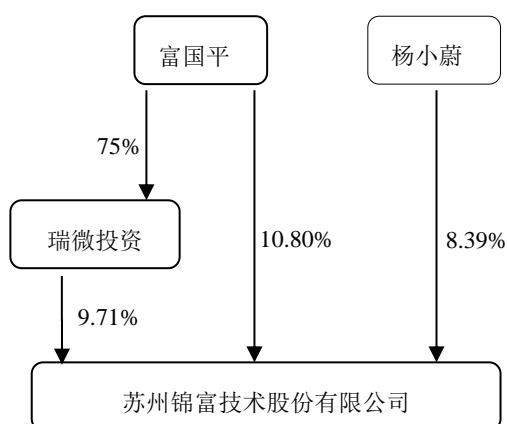 富国平
杨小蔚
75%
瑞微投资
10.80%
8.39%
9.71%
苏州锦富技术股份有限公司